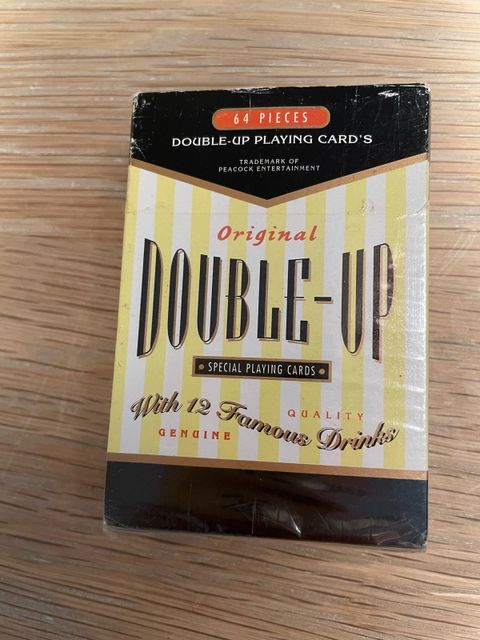 64 PIECES
DOUBLE-UP PLAYING CARD'S
TRADEMARK OF
PEACOCK ENTERTAINMENT
Original
DOUBLE-UP
• SPECIAL PLAYING CARDS •
With 12 Famous Drinks
QUALITY
GENUINE